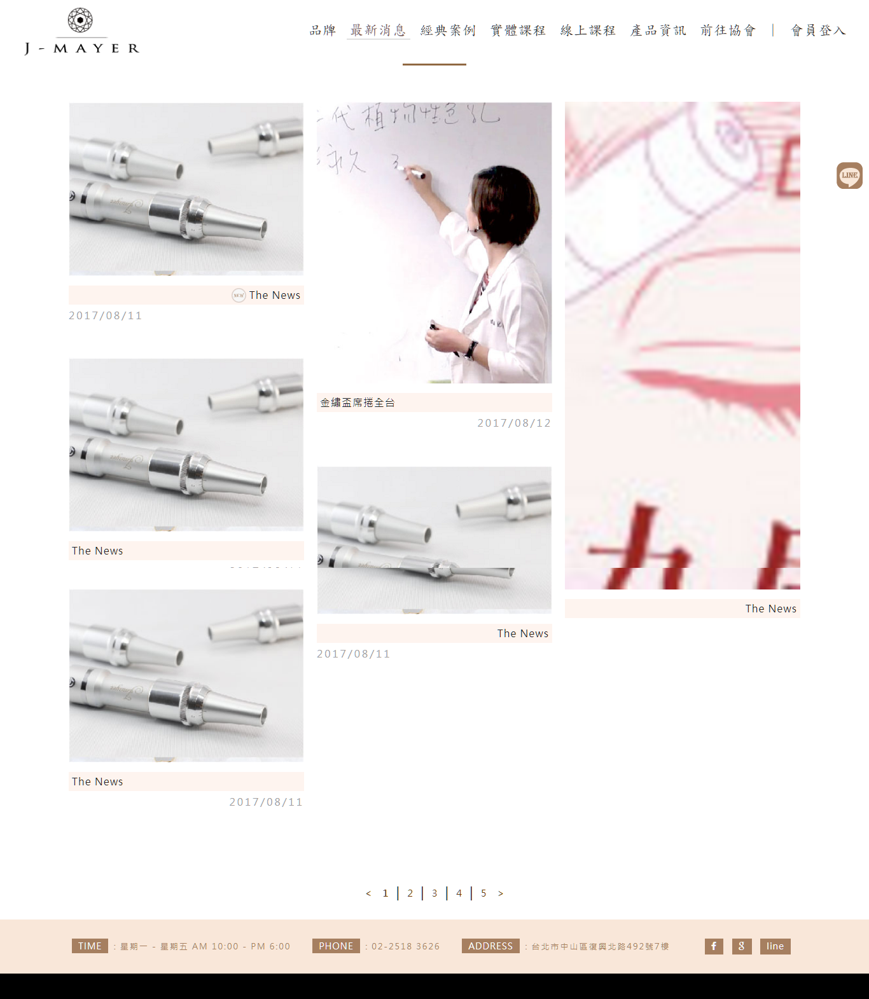 J - MAYER
品牌 最新消息 經典案例 實體課程 線上課程 產品資訊 前往協會 | 會員登入
LINE
代植物性色乳
永久
NEW The News
2017/08/11
金繡盃席捲全台
2017/08/12
The News
The News
The News
2017/08/11
The News
2017/08/11
< 1 | 2 | 3 | 4 | 5 >
TIME : 星期一 - 星期五 AM 10:00 - PM 6:00
PHONE : 02-2518 3626
ADDRESS : 台北市中山區復興北路492號7樓
f g line